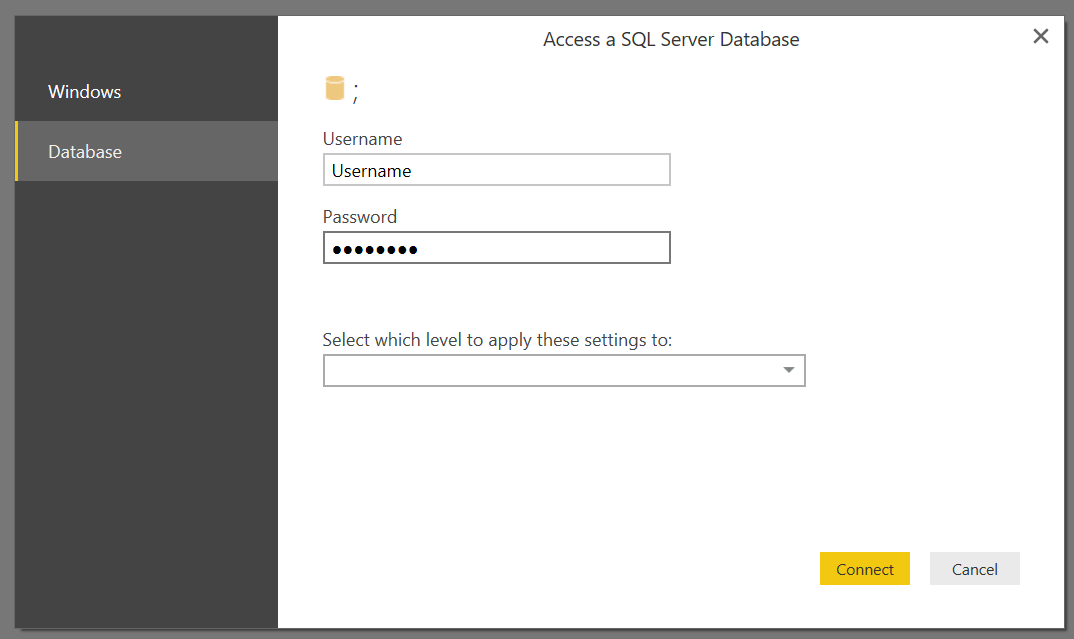 Access a SQL Server Database
Windows
Database
;
Username
Username
Password
●●●●●●●●
Select which level to apply these settings to:
Connect
Cancel